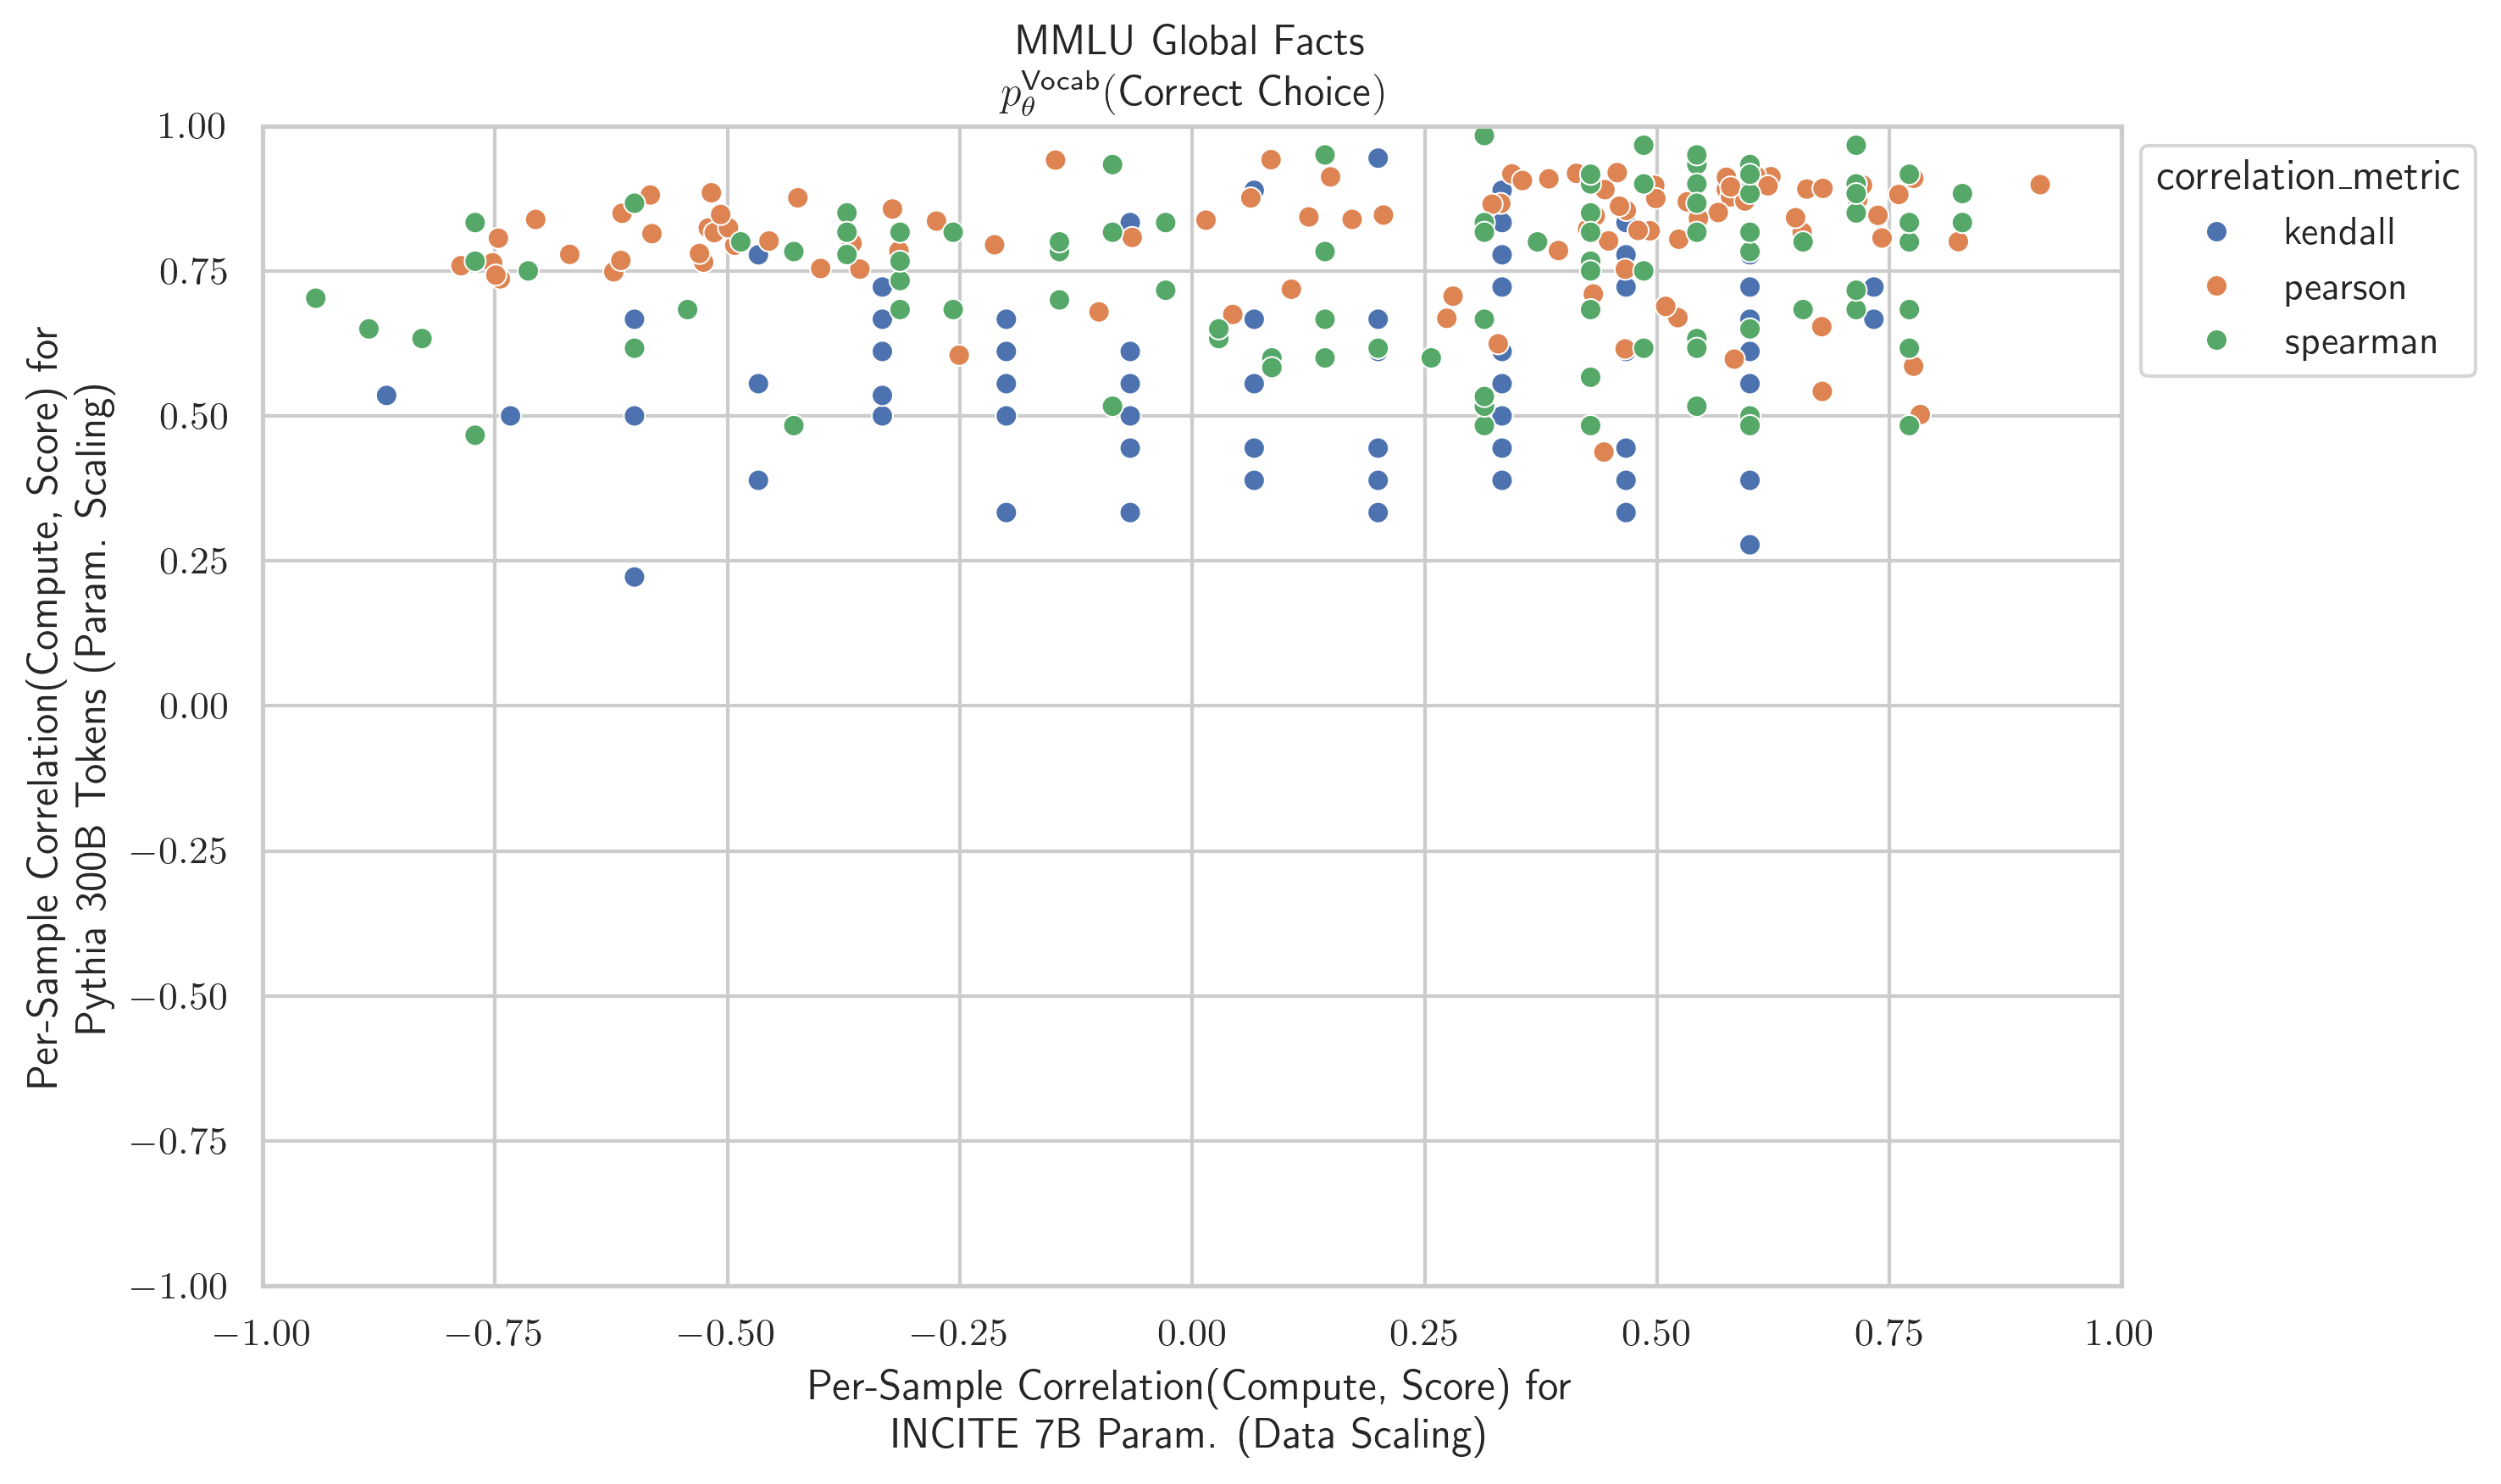 MMLU Global Facts
p_θ^Vocab(Correct Choice)
1.00
0.75
0.50
0.25
0.00
−0.25
−0.50
−0.75
−1.00
Per-Sample Correlation(Compute, Score) for
Pythia 300B Tokens (Param. Scaling)
−1.00
−0.75
−0.50
−0.25
0.00
0.25
0.50
0.75
1.00
Per-Sample Correlation(Compute, Score) for
INCITE 7B Param. (Data Scaling)
correlation_metric
kendall
pearson
spearman